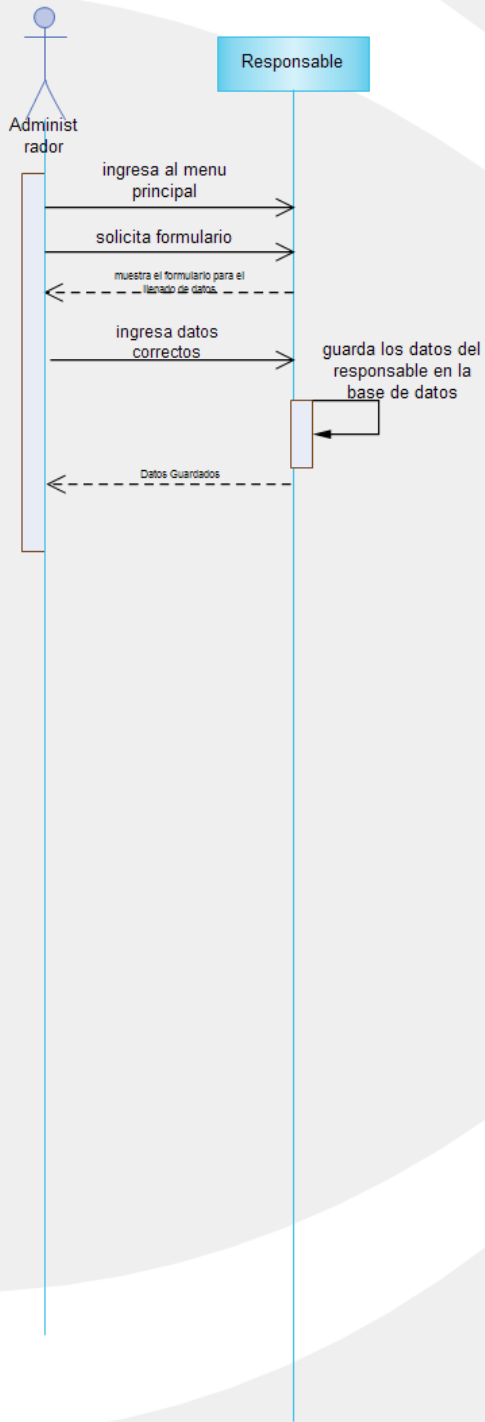 Responsable
Administ
rador
ingresa al menu
principal
solicita formulario
muestra el formulario para el
llenado de datos
ingresa datos
correctos
guarda los datos del
responsable en la
base de datos
Datos Guardados